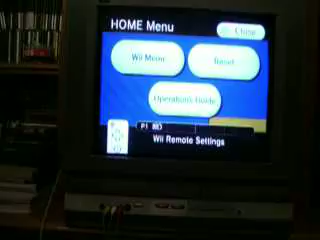 HOME Menu
Close
Wii Menu
Reset
Operations Guide
P1
Wii Remote Settings